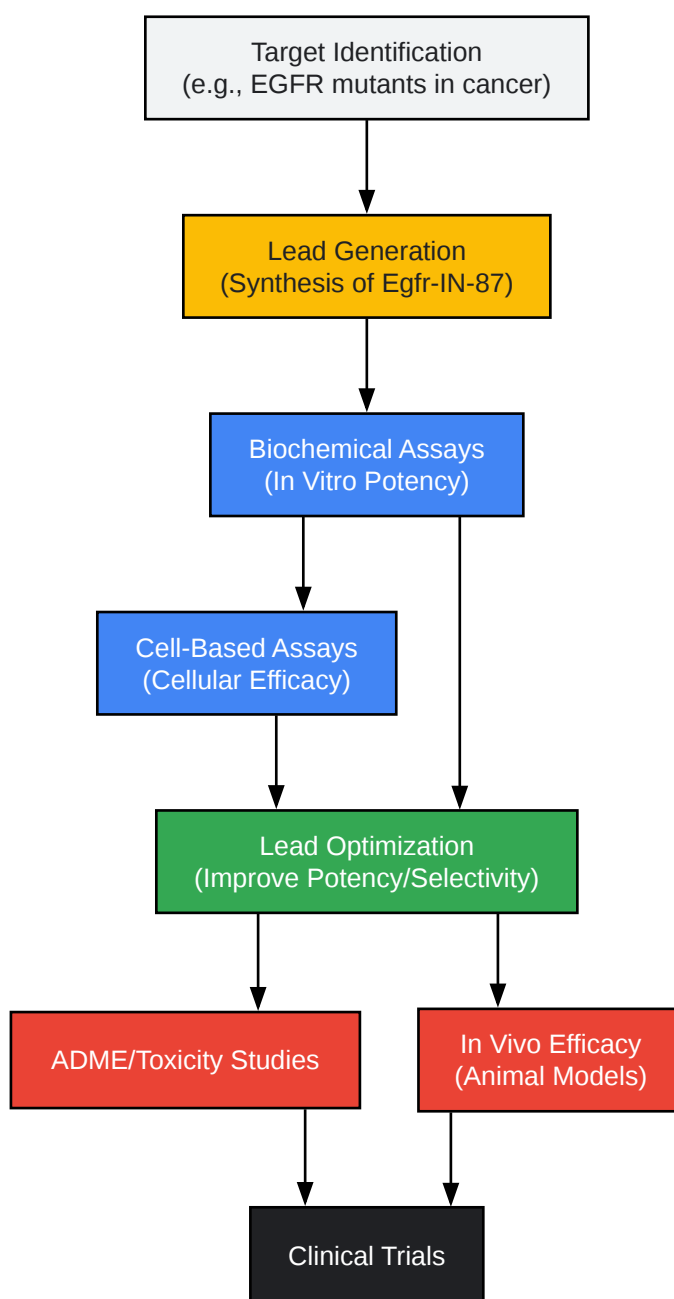 Target Identification
(e.g., EGFR mutants in cancer)
Lead Generation
(Synthesis of Egfr-IN-87)
Biochemical Assays
(In Vitro Potency)
Cell-Based Assays
(Cellular Efficacy)
Lead Optimization
(Improve Potency/Selectivity)
ADME/Toxicity Studies
In Vivo Efficacy
(Animal Models)
Clinical Trials